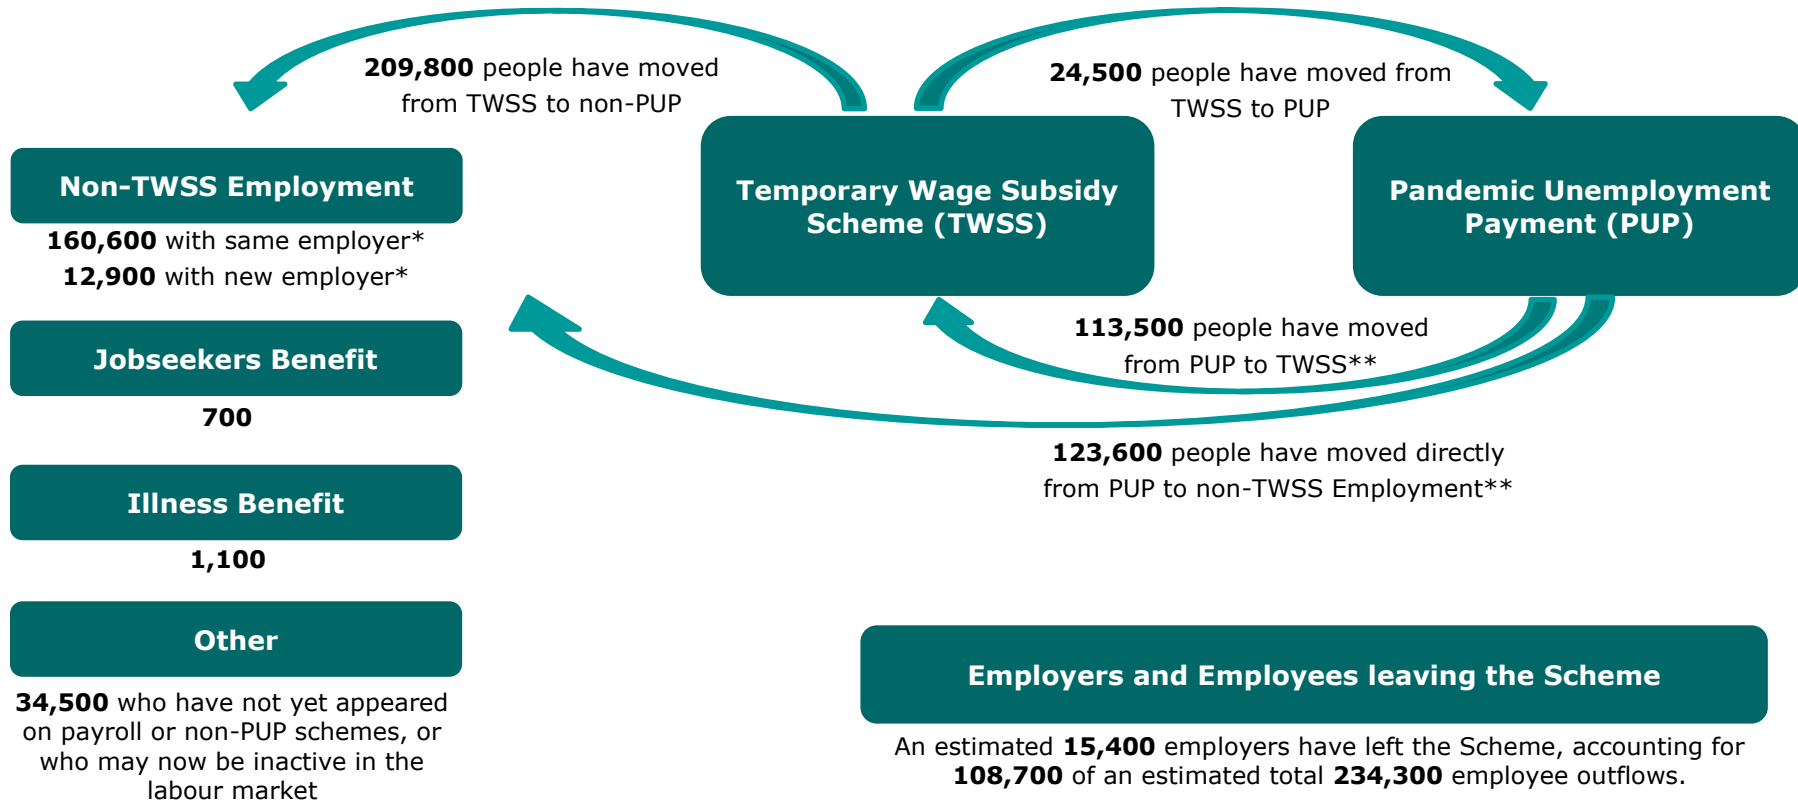 209,800 people have moved
from TWSS to non-PUP
24,500 people have moved from
TWSS to PUP
Non-TWSS Employment
160,600 with same employer*
12,900 with new employer*
Temporary Wage Subsidy
Scheme (TWSS)
Pandemic Unemployment
Payment (PUP)
Jobseekers Benefit
700
113,500 people have moved
from PUP to TWSS**
123,600 people have moved directly
from PUP to non-TWSS Employment**
Illness Benefit
1,100
Other
34,500 who have not yet appeared
on payroll or non-PUP schemes, or
who may now be inactive in the
labour market
Employers and Employees leaving the Scheme
An estimated 15,400 employers have left the Scheme, accounting for
108,700 of an estimated total 234,300 employee outflows.